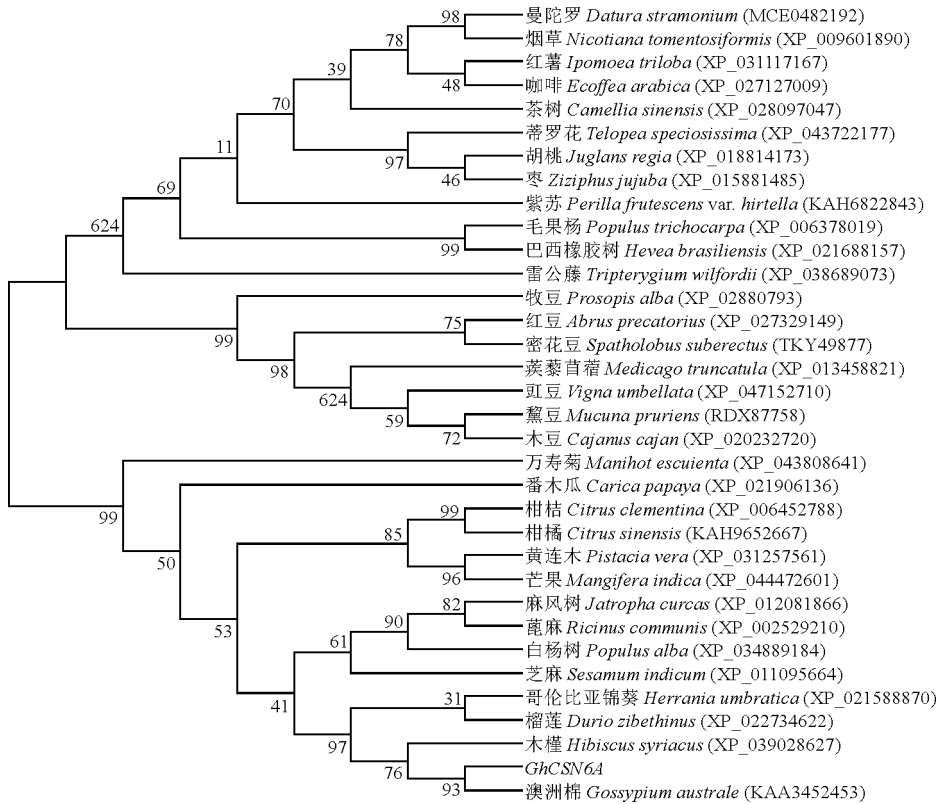 98 曼陀罗 Datura stramonium (MCE0482192)
78 烟草 Nicotiana tomentosiformis (XP_009601890)
39 红薯 Ipomoea triloba (XP_031117167)
48 咖啡 Ecoffea arabica (XP_027127009)
70 茶树 Camellia sinensis (XP_028097047)
蒂罗花 Telopea speciosissima (XP_043722177)
11 97 胡桃 Juglans regia (XP_018814173)
46 枣 Ziziphus jujuba (XP_015881485)
69 紫苏 Perilla frutescens var. hirtella (KAH6822843)
624 毛果杨 Populus trichocarpa (XP_006378019)
99 巴西橡胶树 Hevea brasiliensis (XP_021688157)
雷公藤 Tripterygium wilfordii (XP_038689073)
牧豆 Prosopis alba (XP_02880793)
75 红豆 Abrus precatorius (XP_027329149)
99 密花豆 Spatholobus suberectus (TKY49877)
98 蒺藜苜蓿 Medicago truncatula (XP_013458821)
624 豇豆 Vigna umbellata (XP_047152710)
59 黧豆 Mucuna pruriens (RDX87758)
72 木豆 Cajanus cajan (XP_020232720)
万寿菊 Manihot escuienta (XP_043808641)
番木瓜 Carica papaya (XP_021906136)
99 99 柑桔 Citrus clementina (XP_006452788)
85 柑橘 Citrus sinensis (KAH9652667)
50 黄连木 Pistacia vera (XP_031257561)
96 芒果 Mangifera indica (XP_044472601)
82 麻风树 Jatropha curcas (XP_012081866)
53 90 蓖麻 Ricinus communis (XP_002529210)
61 白杨树 Populus alba (XP_034889184)
芝麻 Sesamum indicum (XP_011095664)
41 31 哥伦比亚锦葵 Herrania umbratica (XP_021588870)
榴莲 Durio zibethinus (XP_022734622)
97 木槿 Hibiscus syriacus (XP_039028627)
76 GhCSN6A
93 澳洲棉 Gossypium australe (KAA3452453)